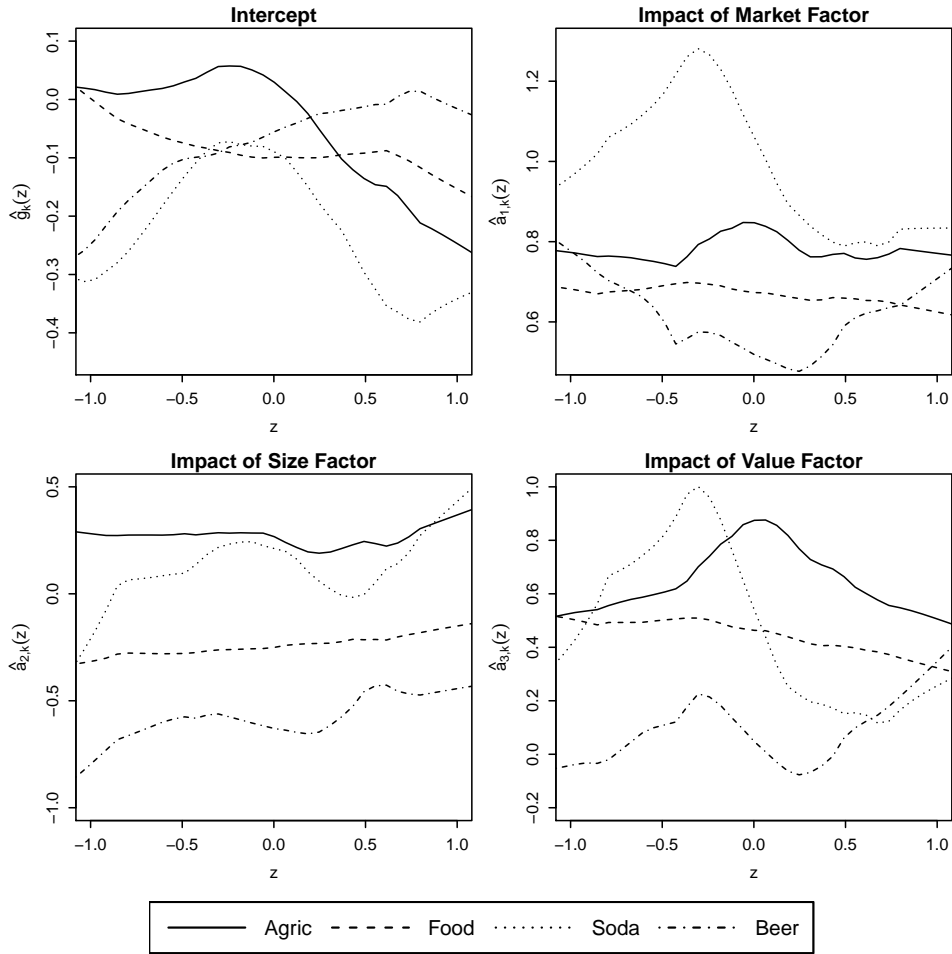 Intercept
0.1
0.0
−0.1
−0.2
−0.3
−0.4
ĝk(z)
−1.0 −0.5 0.0 0.5 1.0
z
Impact of Market Factor
1.2
1.0
0.8
0.6
â1,k(z)
−1.0 −0.5 0.0 0.5 1.0
z
Impact of Size Factor
0.5
0.0
−0.5
−1.0
â2,k(z)
−1.0 −0.5 0.0 0.5 1.0
z
Impact of Value Factor
1.0
0.8
0.6
0.4
0.2
0.0
−0.2
â3,k(z)
−1.0 −0.5 0.0 0.5 1.0
z
Agric Food Soda Beer